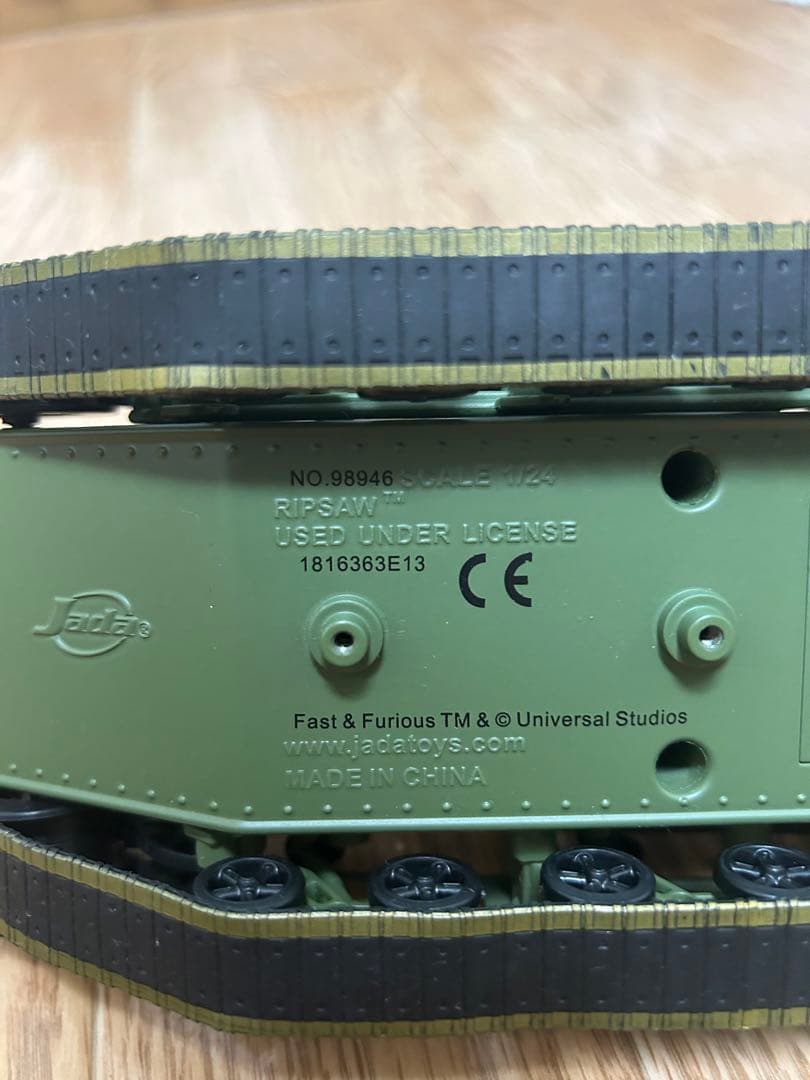 NO.98946 SCALE 1/24
RIPSAW™
USED UNDER LICENSE
1816363E13 CE
Jada®
Fast & Furious TM & © Universal Studios
www.jadatoys.com
MADE IN CHINA